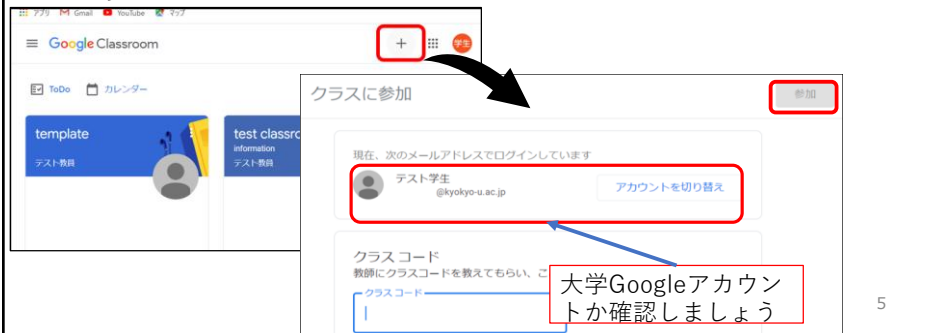 アプリ Gmail YouTube マップ
Google Classroom
学生
ToDo カレンダー
template
テスト教員
test classro
information
テスト教員
クラスに参加
参加
現在、次のメールアドレスでログインしています
テスト学生
@kyokyo-u.ac.jp
アカウントを切り替え
クラス コード
教師にクラスコードを教えてもらい、こ
クラス コード
大学Googleアカウン
トか確認しましょう
5